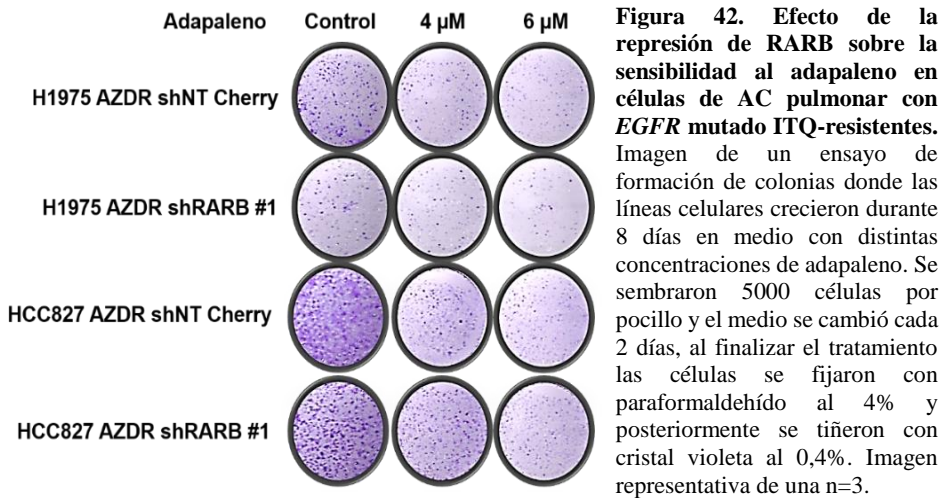 Adapaleno Control 4 µM 6 µM
H1975 AZDR shNT Cherry
H1975 AZDR shRARB #1
HCC827 AZDR shNT Cherry
HCC827 AZDR shRARB #1
Figura 42. Efecto de la
represión de RARB sobre la
sensibilidad al adapaleno en
células de AC pulmonar con
EGFR mutado ITQ-resistentes.
Imagen de un ensayo de
formación de colonias donde las
líneas celulares crecieron durante
8 días en medio con distintas
concentraciones de adapaleno. Se
sembraron 5000 células por
pocillo y el medio se cambió cada
2 días, al finalizar el tratamiento
las células se fijaron con
paraformaldehído al 4% y
posteriormente se tiñeron con
cristal violeta al 0,4%. Imagen
representativa de una n=3.